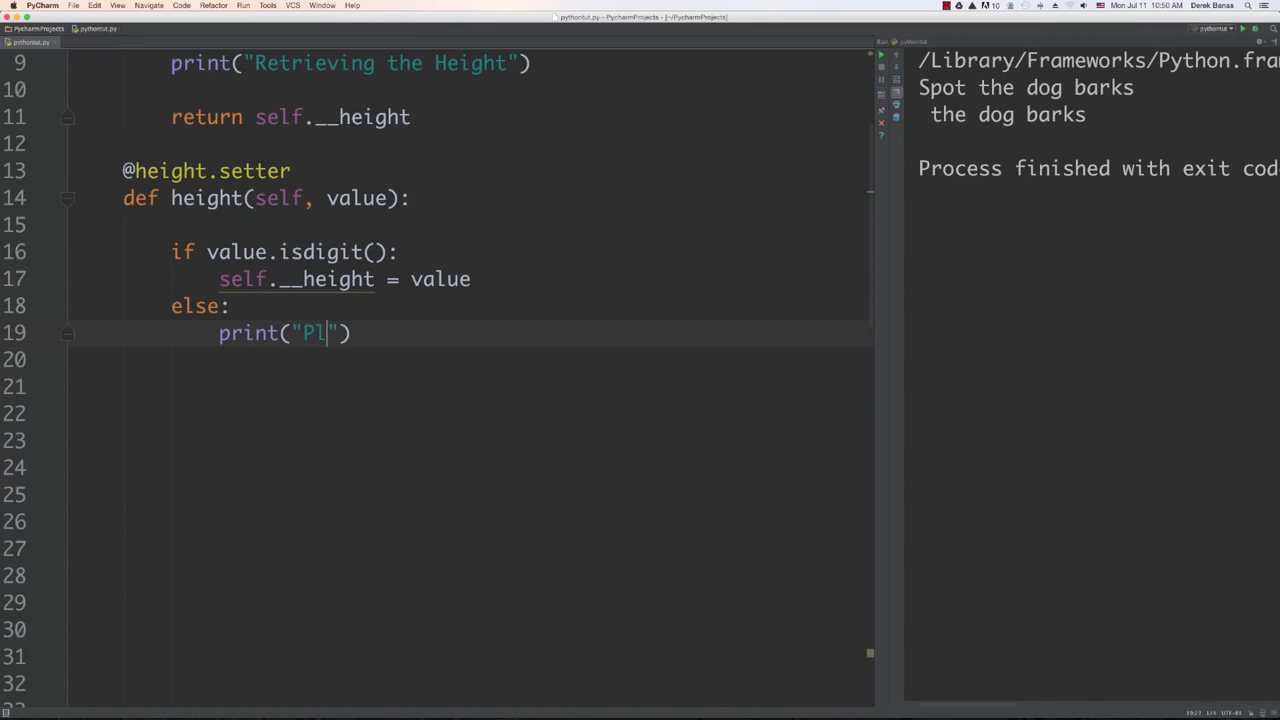 PyCharm File Edit View Navigate Code Refactor Run Tools VCS Window Help 10 Mon Jul 11 10:50 AM Derek Banas
pythontut.py - PycharmProjects - [~/PycharmProjects]
PycharmProjects pythontut.py pythontut
pythontut.py
Run pythontut
9 print("Retrieving the Height")
10
11 return self.__height
12
13 @height.setter
14 def height(self, value):
15
16 if value.isdigit():
17 self.__height = value
18 else:
19 print("Pl")
20
21
22
23
24
25
26
27
28
29
30
31
32
/Library/Frameworks/Python.fra
Spot the dog barks
the dog barks
Process finished with exit cod
19:22 LF÷ UTF-8÷